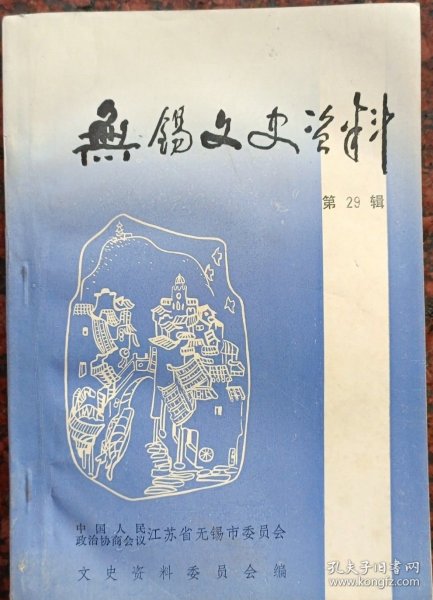 無锡文史资料
第 29 辑
中国人民
政治协商会议 江苏省无锡市委员会
文史资料委员会编
孔夫子旧书网
www.kongfz.com